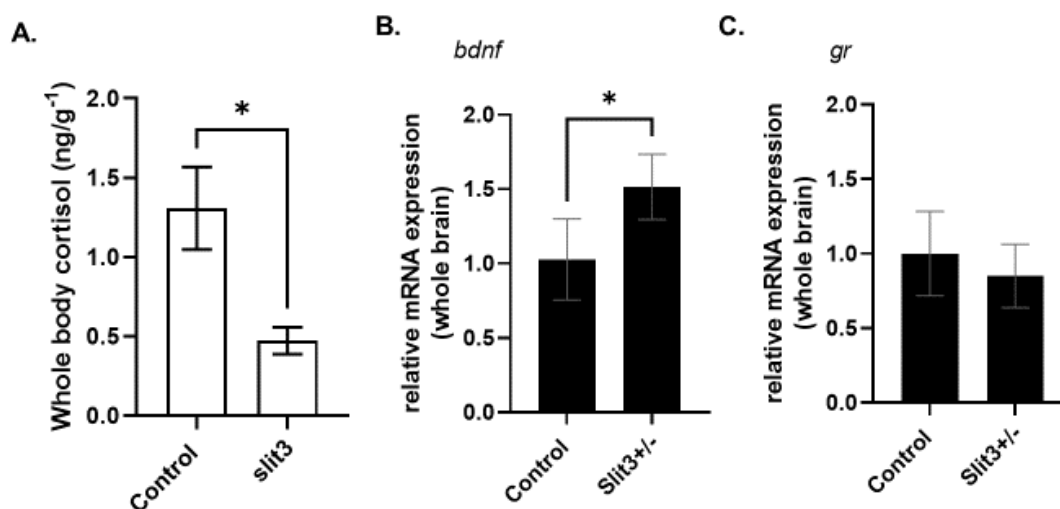 A.
Whole body cortisol (ng/g-1)
2.0
1.5
1.0
0.5
0.0
*
Control
slit3
B.
bdnf
relative mRNA expression
(whole brain)
2.0
1.5
1.0
0.5
0.0
*
Control
Slit3+/-
C.
gr
relative mRNA expression
(whole brain)
2.0
1.5
1.0
0.5
0.0
Control
Slit3+/-